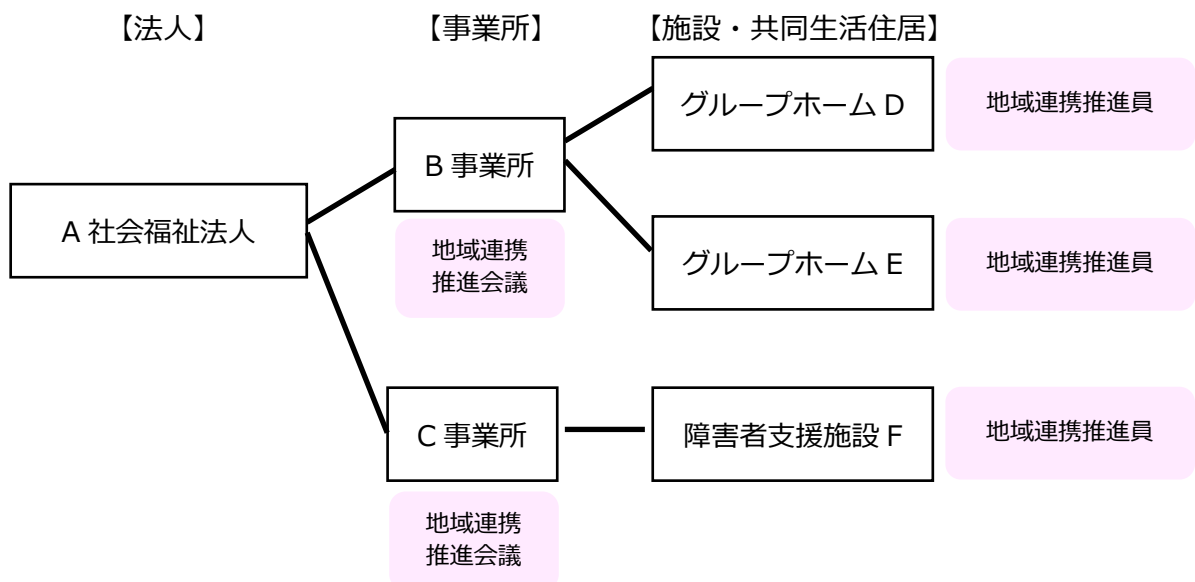 【法人】
【事業所】
【施設・共同生活住居】
グループホーム D
地域連携推進員
B 事業所
A 社会福祉法人
地域連携
推進会議
グループホーム E
地域連携推進員
C 事業所
障害者支援施設 F
地域連携推進員
地域連携
推進会議